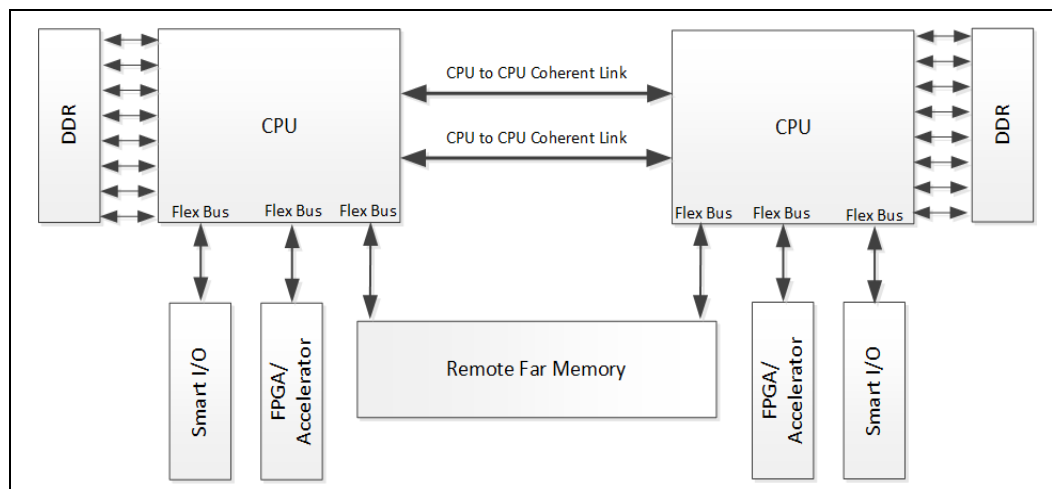 CPU to CPU Coherent Link
DDR
CPU
CPU
DDR
CPU to CPU Coherent Link
Flex Bus
Flex Bus
Flex Bus
Flex Bus
Flex Bus
Flex Bus
Smart I/O
FPGA/
Accelerator
Remote Far Memory
FPGA/
Accelerator
Smart I/O